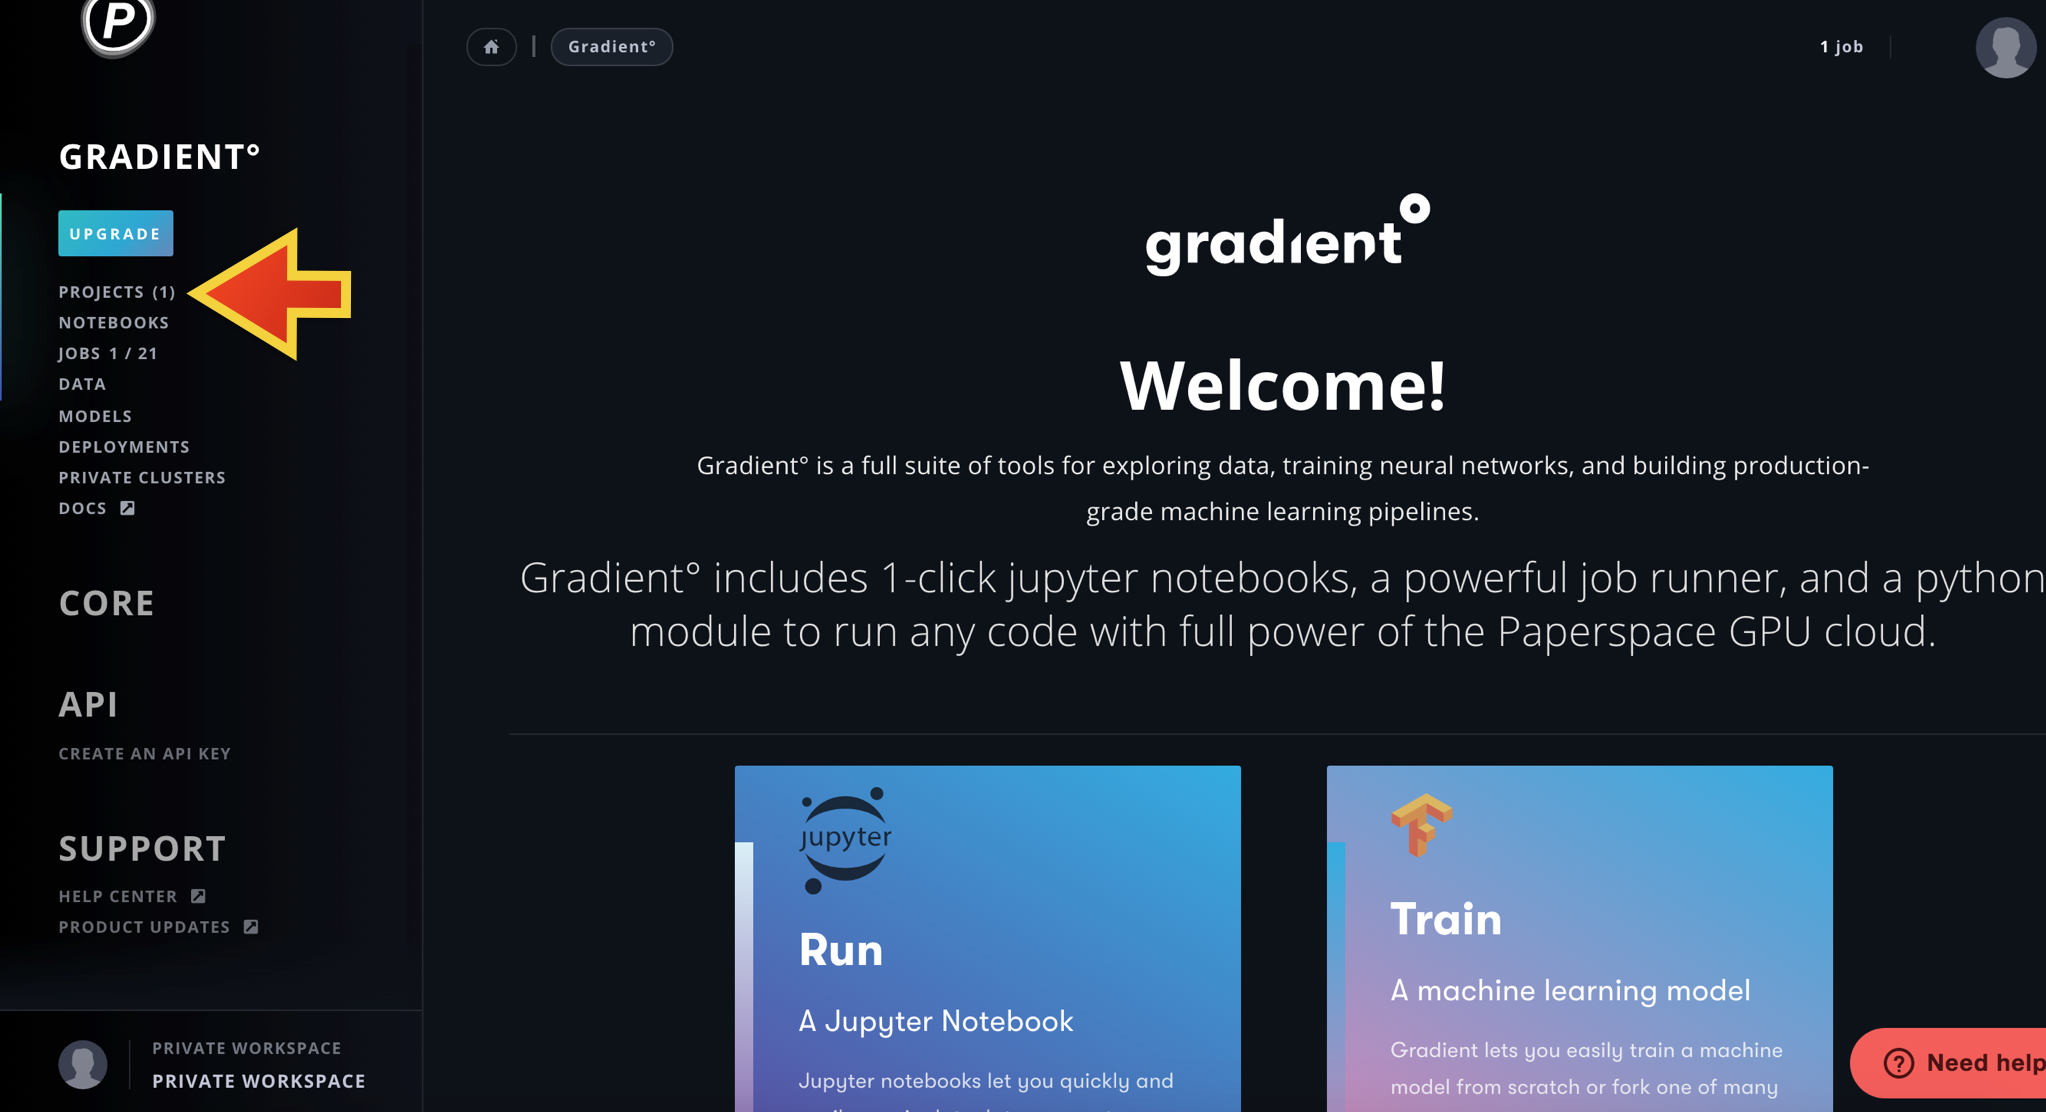 P
GRADIENT°
UPGRADE
PROJECTS (1)
NOTEBOOKS
JOBS 1 / 21
DATA
MODELS
DEPLOYMENTS
PRIVATE CLUSTERS
DOCS
CORE
API
CREATE AN API KEY
SUPPORT
HELP CENTER
PRODUCT UPDATES
PRIVATE WORKSPACE
PRIVATE WORKSPACE
Gradient°
1 job
gradient°
Welcome!
Gradient° is a full suite of tools for exploring data, training neural networks, and building production-
grade machine learning pipelines.
Gradient° includes 1-click jupyter notebooks, a powerful job runner, and a python
module to run any code with full power of the Paperspace GPU cloud.
jupyter
Run
A Jupyter Notebook
Jupyter notebooks let you quickly and
Train
A machine learning model
Gradient lets you easily train a machine
model from scratch or fork one of many
? Need help